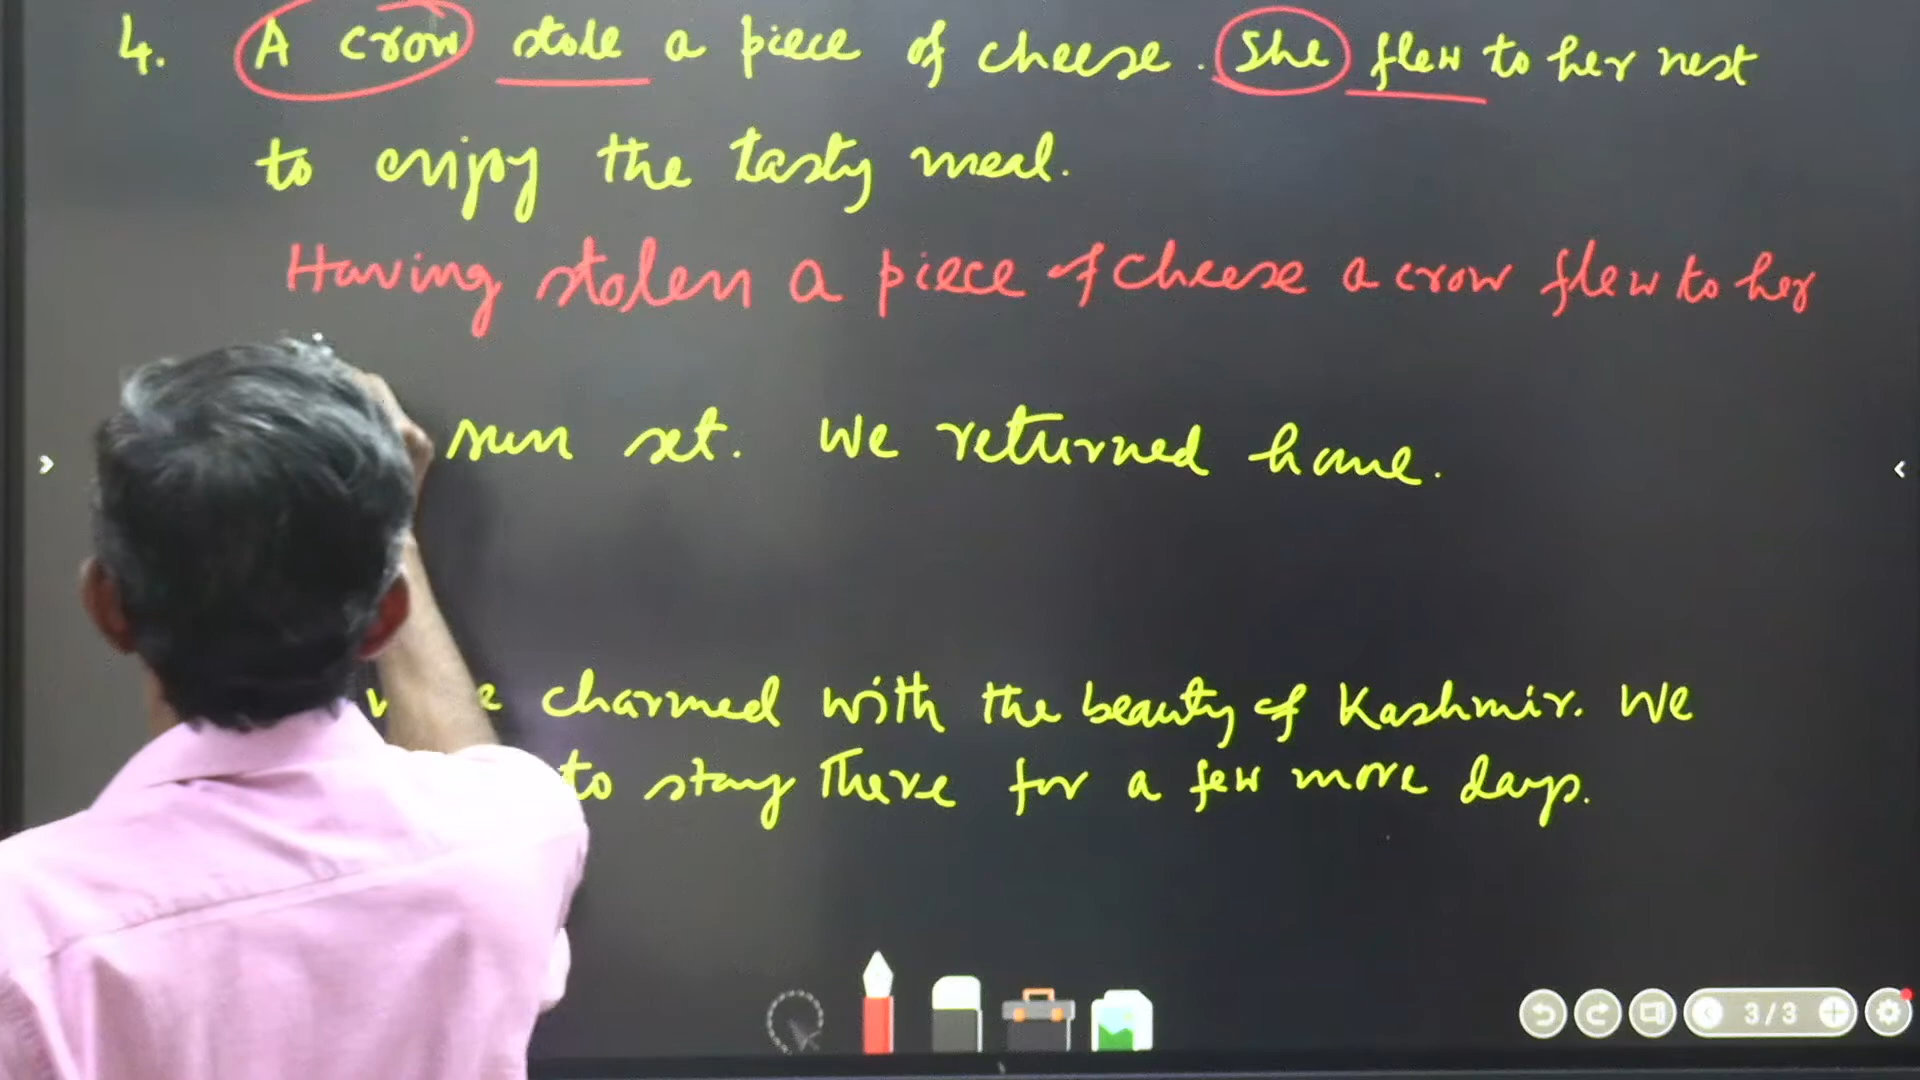 4. A crow stole a piece of cheese. She flew to her nest
to enjoy the tasty meal.
Having stolen a piece of cheese a crow flew to her
sun set. We returned home.
charmed with the beauty of Kashmir. We
to stay there for a few more days.
3/3